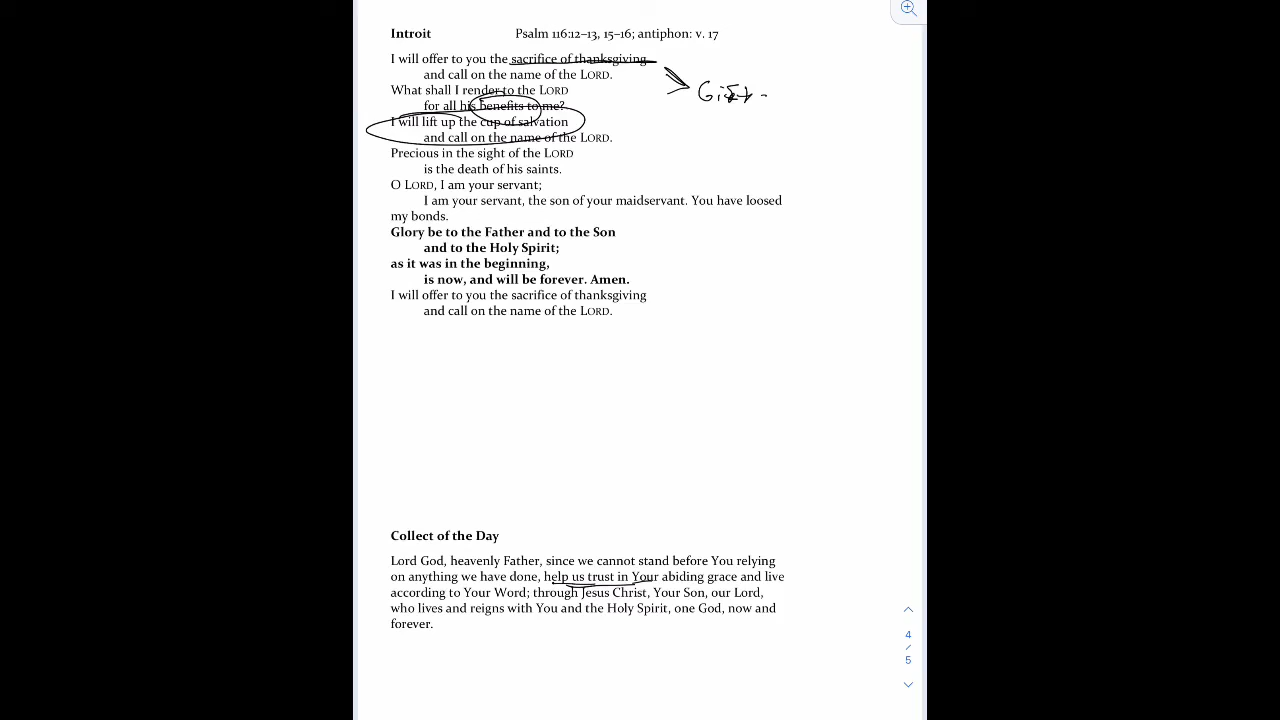 Introit Psalm 116:12–13, 15–16; antiphon: v. 17
I will offer to you the sacrifice of thanksgiving
and call on the name of the LORD.
What shall I render to the LORD
for all his benefits to me?
Gift -
I will lift up the cup of salvation
and call on the name of the LORD.
Precious in the sight of the LORD
is the death of his saints.
O LORD, I am your servant;
I am your servant, the son of your maidservant. You have loosed
my bonds.
Glory be to the Father and to the Son
and to the Holy Spirit;
as it was in the beginning,
is now, and will be forever. Amen.
I will offer to you the sacrifice of thanksgiving
and call on the name of the LORD.
Collect of the Day
Lord God, heavenly Father, since we cannot stand before You relying
on anything we have done, help us trust in Your abiding grace and live
according to Your Word; through Jesus Christ, Your Son, our Lord,
who lives and reigns with You and the Holy Spirit, one God, now and
forever.
4
/
5